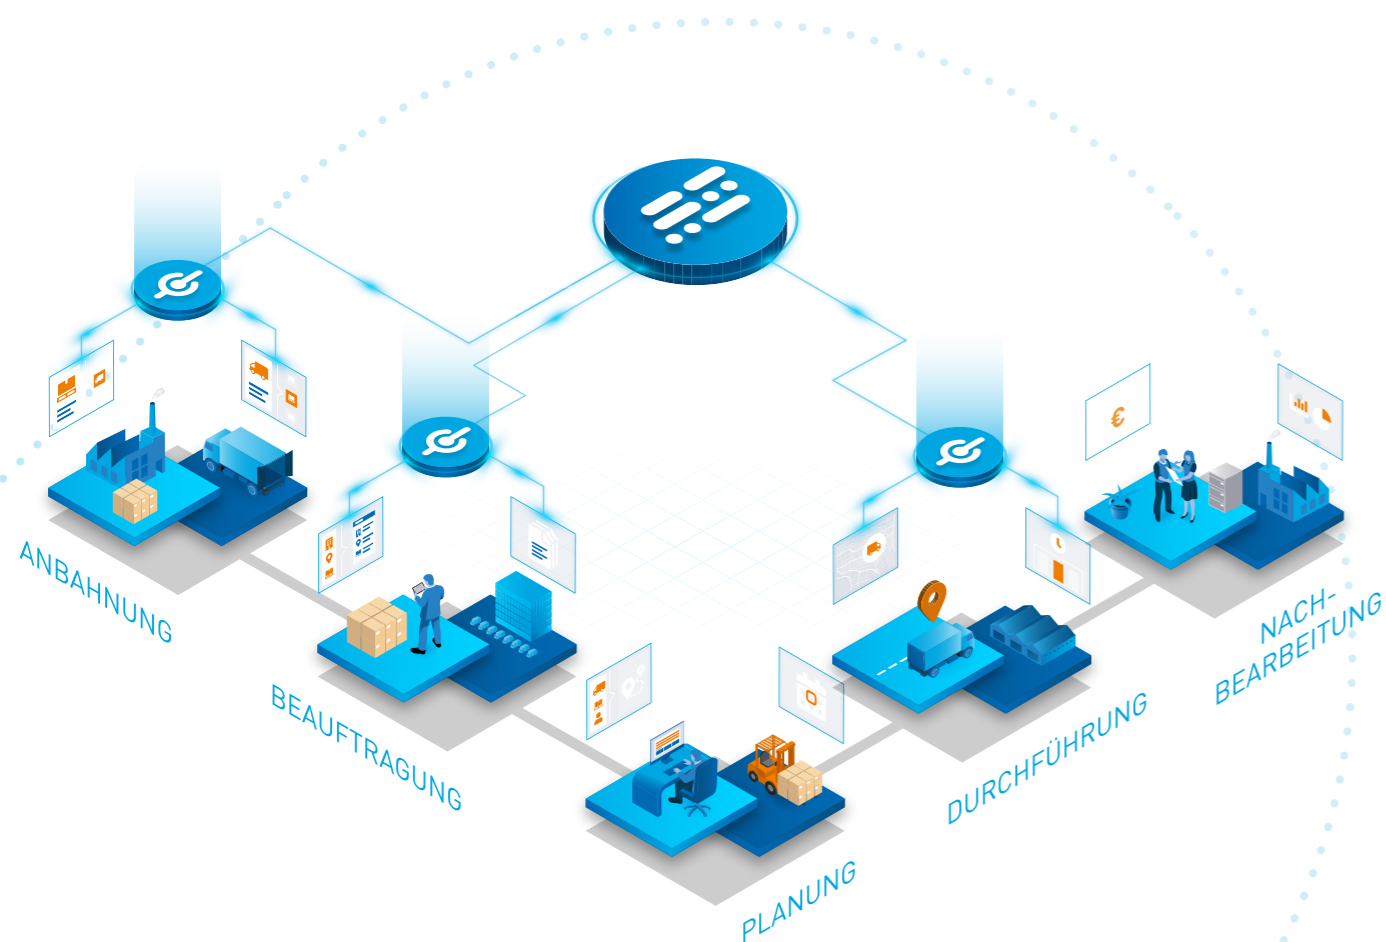 ANBAHNUNG
BEAUFTRAGUNG
PLANUNG
DURCHFÜHRUNG
NACH-
BEARBEITUNG
€